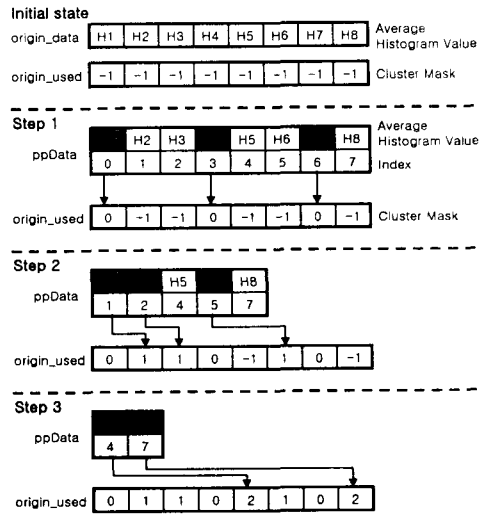 Initial state
origin_data H1 H2 H3 H4 H5 H6 H7 H8 Average
Histogram Value
origin_used -1 -1 -1 -1 -1 -1 -1 -1 Cluster Mask
Step 1
H2 H3 H5 H6 H8 Average
Histogram Value
ppData
0 1 2 3 4 5 6 7 Index
origin_used 0 -1 -1 0 -1 -1 0 -1 Cluster Mask
Step 2
H5 H8
ppData
1 2 4 5 7
origin_used 0 1 1 0 -1 1 0 -1
Step 3
ppData
4 7
origin_used 0 1 1 0 2 1 0 2